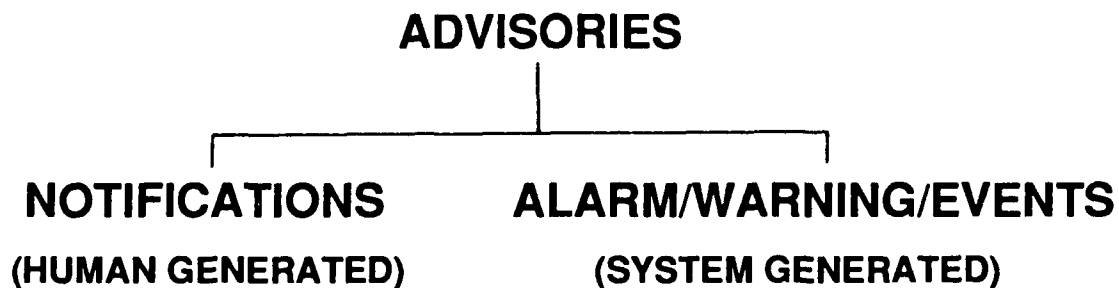 ADVISORIES
NOTIFICATIONS
ALARM/WARNING/EVENTS
(HUMAN GENERATED)
(SYSTEM GENERATED)